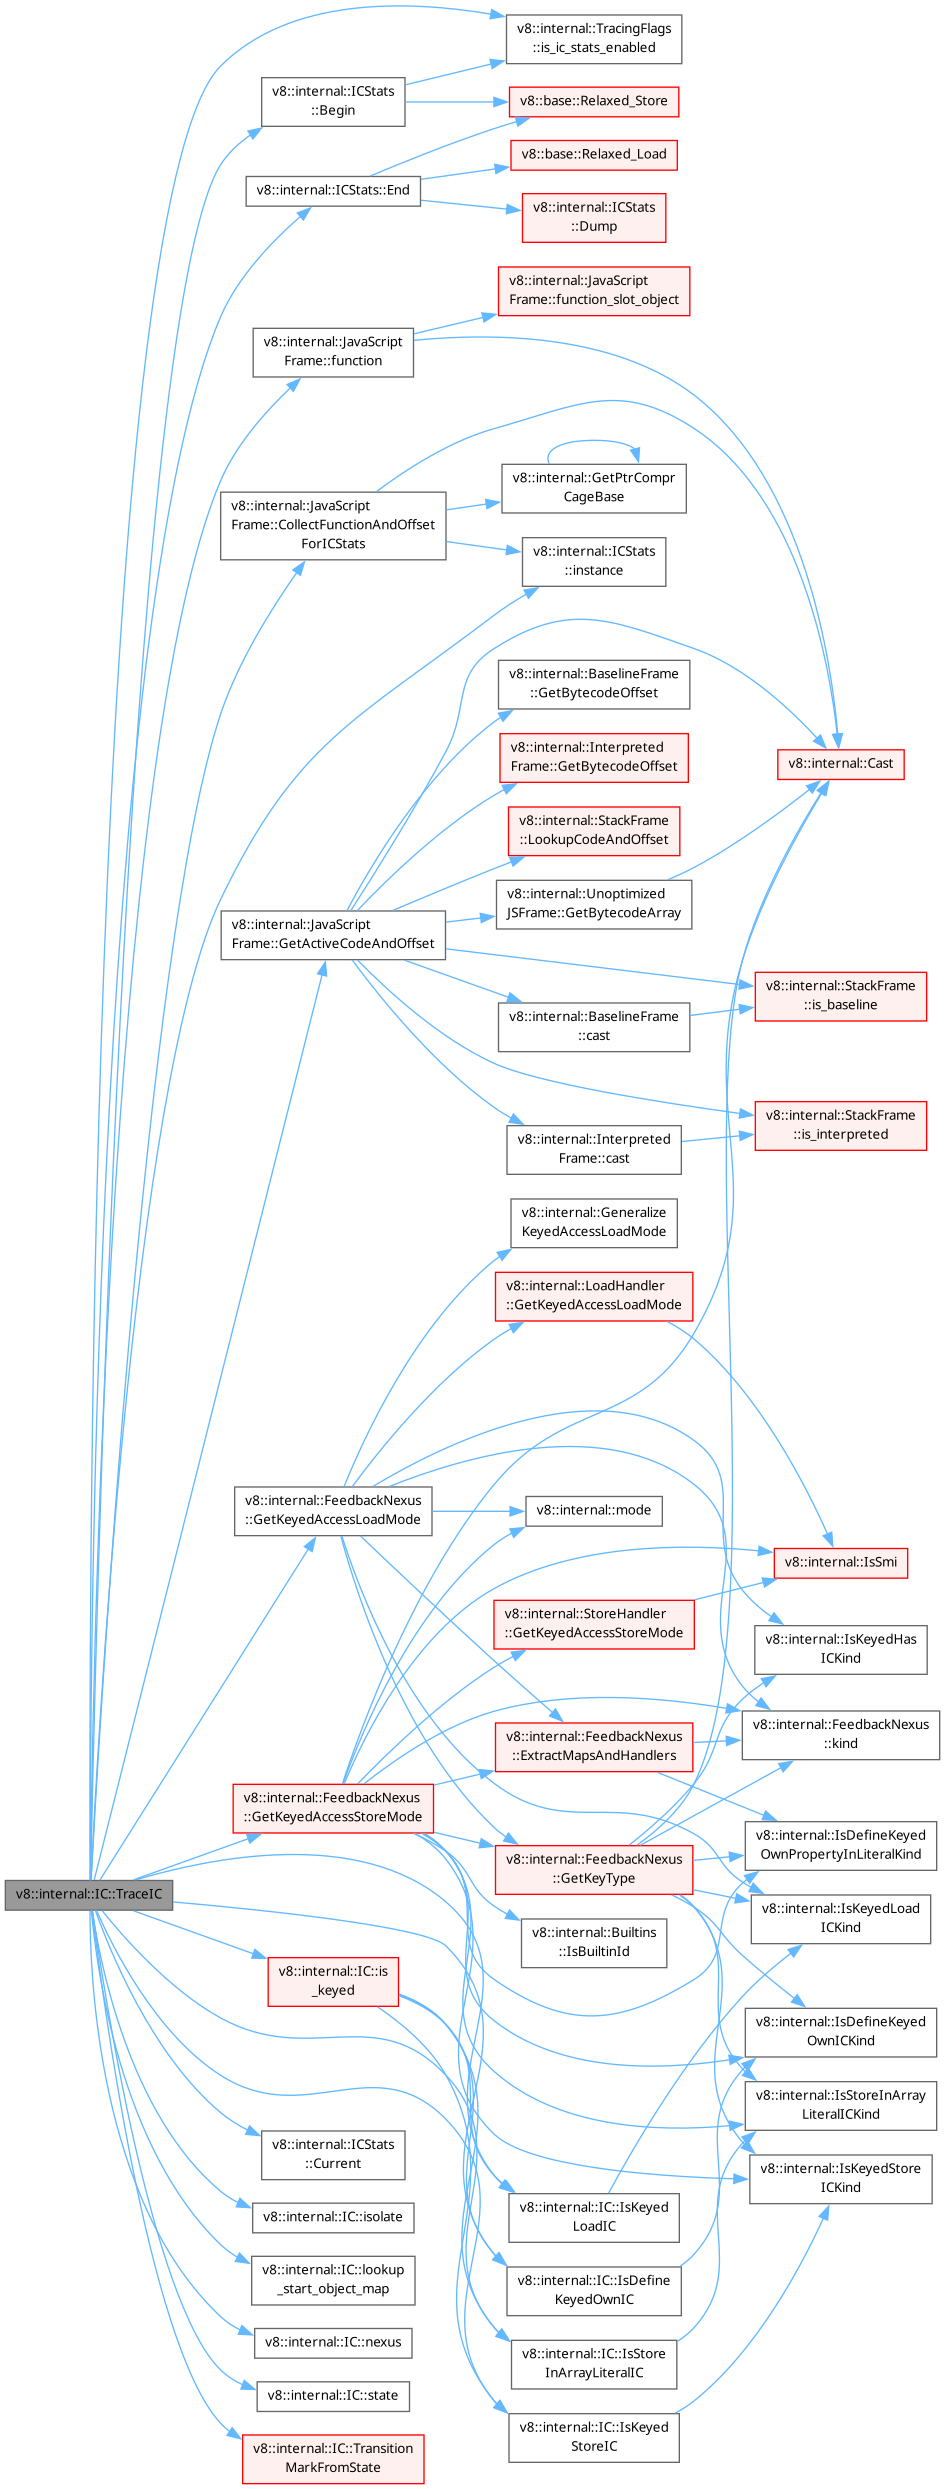 v8::internal::TracingFlags
::is_ic_stats_enabled
v8::internal::ICStats
::Begin
v8::base::Relaxed_Store
v8::base::Relaxed_Load
v8::internal::ICStats::End
v8::internal::ICStats
::Dump
v8::internal::JavaScript
Frame::function_slot_object
v8::internal::JavaScript
Frame::function
v8::internal::GetPtrCompr
CageBase
v8::internal::JavaScript
Frame::CollectFunctionAndOffset
ForICStats
v8::internal::ICStats
::instance
v8::internal::BaselineFrame
::GetBytecodeOffset
v8::internal::Interpreted
Frame::GetBytecodeOffset
v8::internal::Cast
v8::internal::StackFrame
::LookupCodeAndOffset
v8::internal::Unoptimized
JSFrame::GetBytecodeArray
v8::internal::JavaScript
Frame::GetActiveCodeAndOffset
v8::internal::StackFrame
::is_baseline
v8::internal::BaselineFrame
::cast
v8::internal::StackFrame
::is_interpreted
v8::internal::Interpreted
Frame::cast
v8::internal::Generalize
KeyedAccessLoadMode
v8::internal::LoadHandler
::GetKeyedAccessLoadMode
v8::internal::FeedbackNexus
::GetKeyedAccessLoadMode
v8::internal::mode
v8::internal::IsSmi
v8::internal::StoreHandler
::GetKeyedAccessStoreMode
v8::internal::IsKeyedHas
ICKind
v8::internal::FeedbackNexus
::kind
v8::internal::FeedbackNexus
::ExtractMapsAndHandlers
v8::internal::FeedbackNexus
::GetKeyedAccessStoreMode
v8::internal::IsDefineKeyed
OwnPropertyInLiteralKind
v8::internal::FeedbackNexus
::GetKeyType
v8::internal::IC::TraceIC
v8::internal::IsKeyedLoad
ICKind
v8::internal::Builtins
::IsBuiltinId
v8::internal::IC::is
_keyed
v8::internal::IsDefineKeyed
OwnICKind
v8::internal::IsStoreInArray
LiteralICKind
v8::internal::ICStats
::Current
v8::internal::IsKeyedStore
ICKind
v8::internal::IC::isolate
v8::internal::IC::IsKeyed
LoadIC
v8::internal::IC::lookup
_start_object_map
v8::internal::IC::IsDefine
KeyedOwnIC
v8::internal::IC::nexus
v8::internal::IC::IsStore
InArrayLiteralIC
v8::internal::IC::state
v8::internal::IC::IsKeyed
StoreIC
v8::internal::IC::Transition
MarkFromState